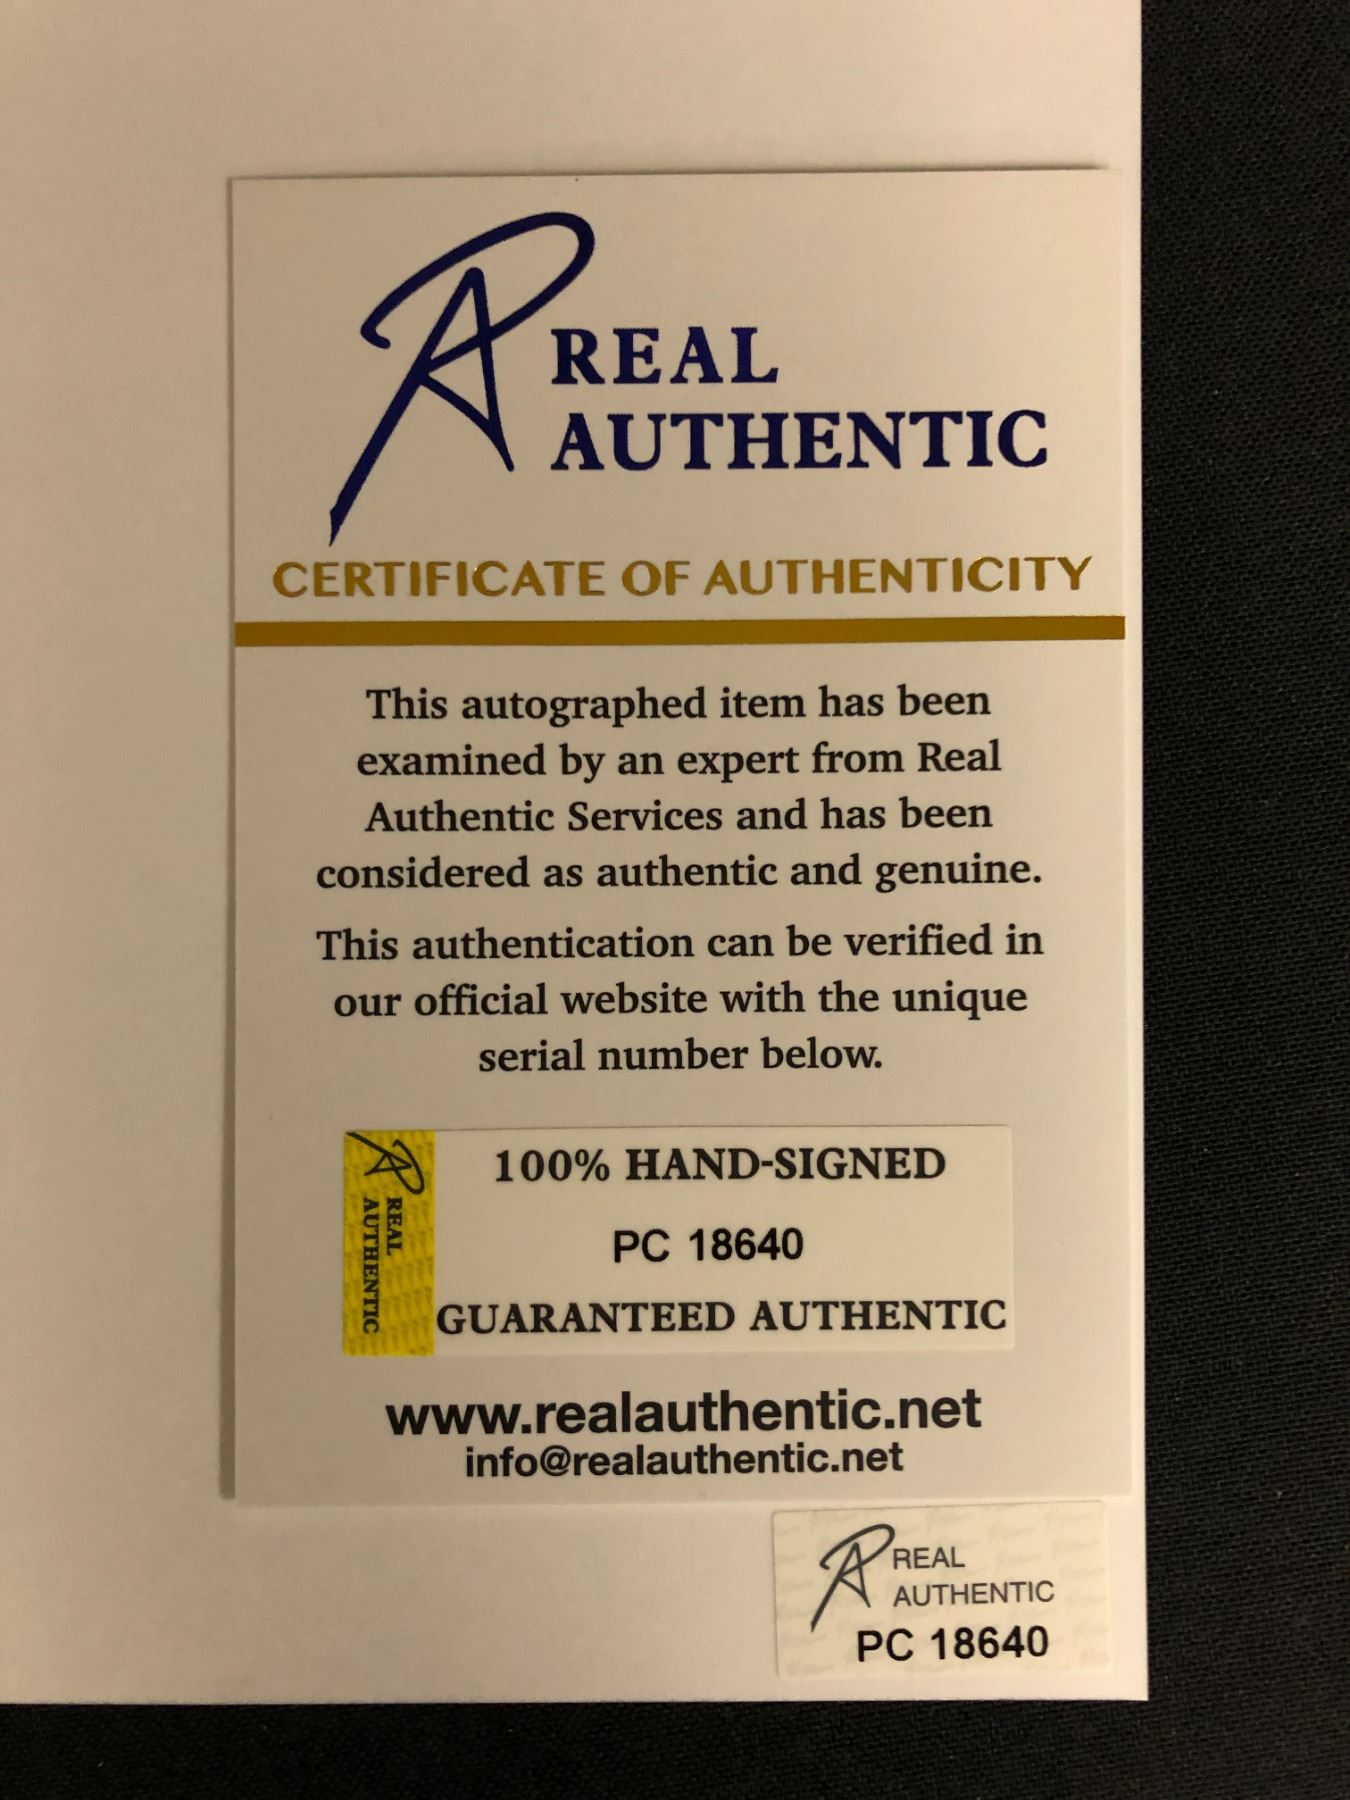 REAL
AUTHENTIC
CERTIFICATE OF AUTHENTICITY
This autographed item has been
examined by an expert from Real
Authentic Services and has been
considered as authentic and genuine.
This authentication can be verified in
our official website with the unique
serial number below.
REAL
AUTHENTIC
100% HAND-SIGNED
PC 18640
GUARANTEED AUTHENTIC
www.realauthentic.net
info@realauthentic.net
REAL
AUTHENTIC
PC 18640